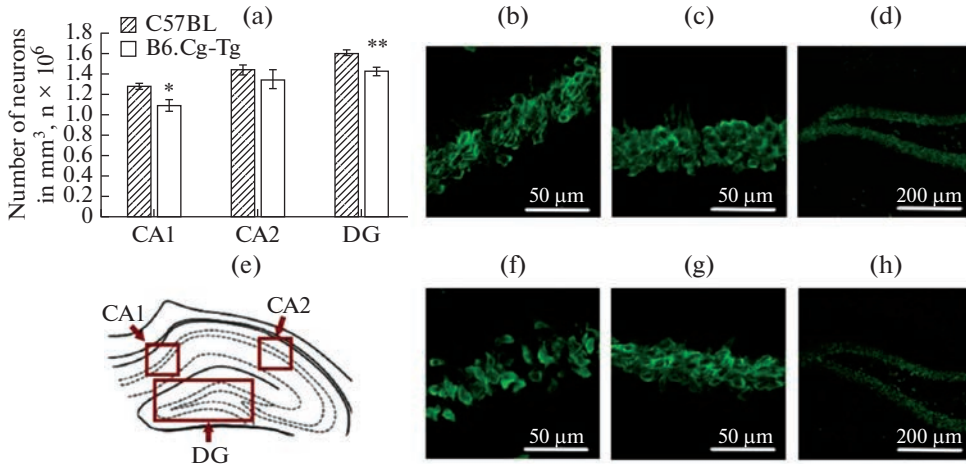 (a)
C57BL
B6.Cg-Tg
Number of neurons
in mm³, n × 10⁶
1.8
1.6
1.4
1.2
1.0
0.8
0.6
0.4
0.2
0
*
**
CA1
CA2
DG
(b)
50 µm
(c)
50 µm
(d)
200 µm
(e)
CA1
CA2
DG
(f)
50 µm
(g)
50 µm
(h)
200 µm